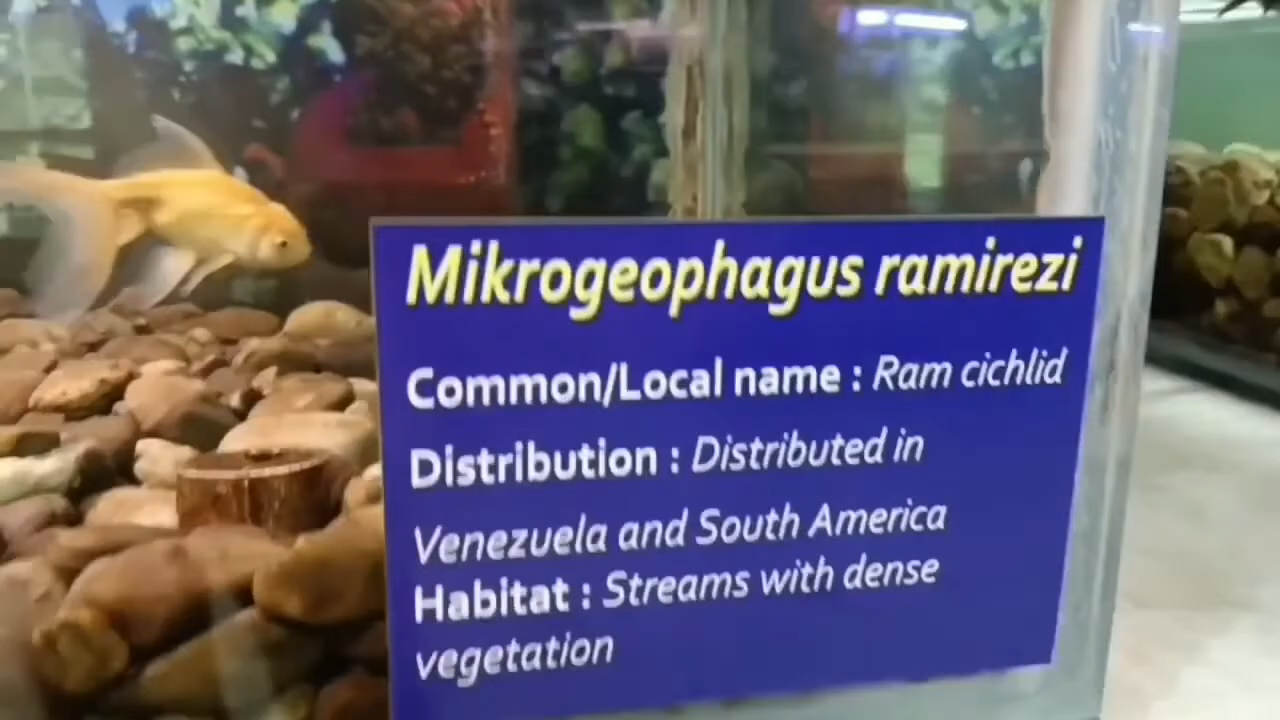 Mikrogeophagus ramirezi
Common/Local name : Ram cichlid
Distribution : Distributed in
Venezuela and South America
Habitat : Streams with dense
vegetation